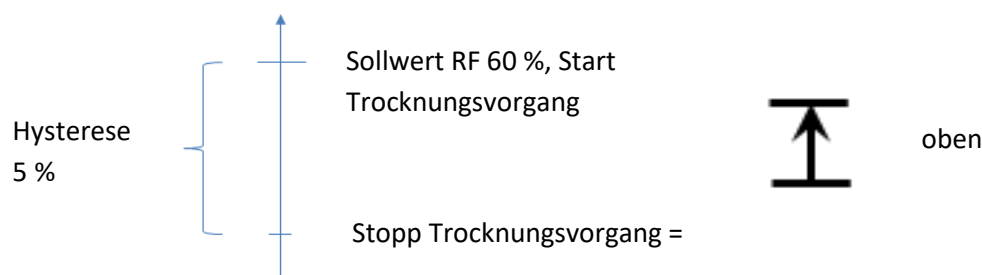 Sollwert RF 60 %, Start
Trocknungsvorgang
Hysterese
5 %
oben
Stopp Trocknungsvorgang =